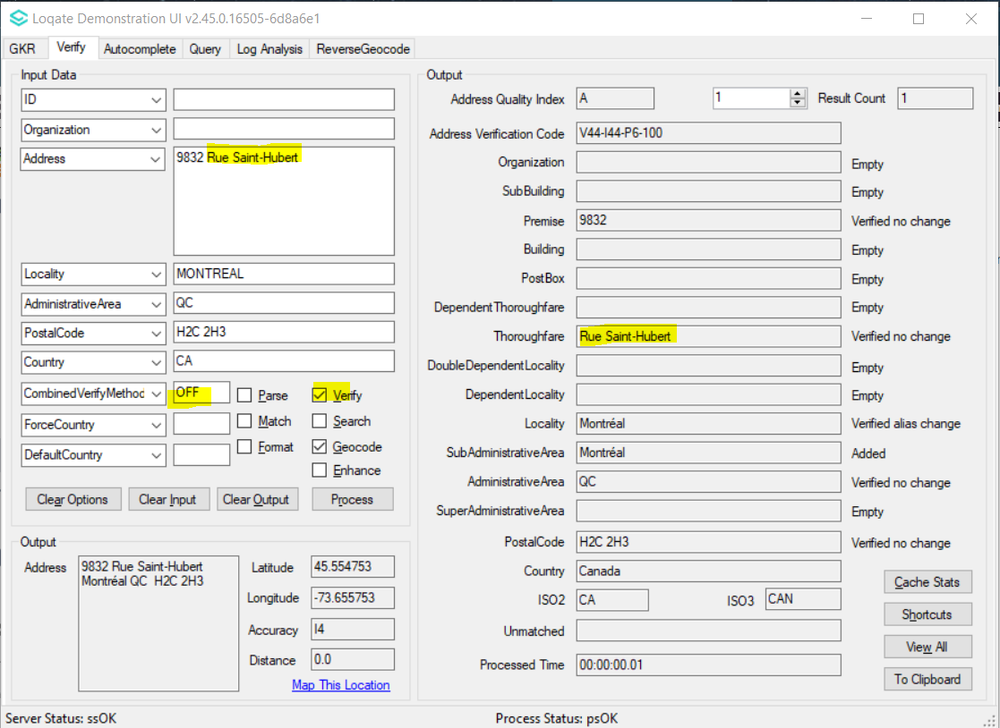 Loqate Demonstration UI v2.45.0.16505-6d8a6e1
GKR Verify Autocomplete Query Log Analysis ReverseGeocode
Input Data
ID
Organization
Address 9832 Rue Saint-Hubert
Locality MONTREAL
AdministrativeArea QC
PostalCode H2C 2H3
Country CA
CombinedVerifyMethod OFF Parse Verify
ForceCountry Match Search
DefaultCountry Format Geocode
Enhance
Clear Options Clear Input Clear Output Process
Output
Address 9832 Rue Saint-Hubert
Montréal QC H2C 2H3
Latitude 45.554753
Longitude -73.655753
Accuracy I4
Distance 0.0
Map This Location
Output
Address Quality Index A 1 Result Count 1
Address Verification Code V44-I44-P6-100
Organization Empty
SubBuilding Empty
Premise 9832 Verified no change
Building Empty
PostBox Empty
DependentThoroughfare Empty
Thoroughfare Rue Saint-Hubert Verified no change
DoubleDependentLocality Empty
DependentLocality Empty
Locality Montréal Verified alias change
SubAdministrativeArea Montréal Added
AdministrativeArea QC Verified no change
SuperAdministrativeArea Empty
PostalCode H2C 2H3 Verified no change
Country Canada
ISO2 CA ISO3 CAN
Unmatched
Processed Time 00:00:00.01
Cache Stats
Shortcuts
View All
To Clipboard
Server Status: ssOK Process Status: psOK